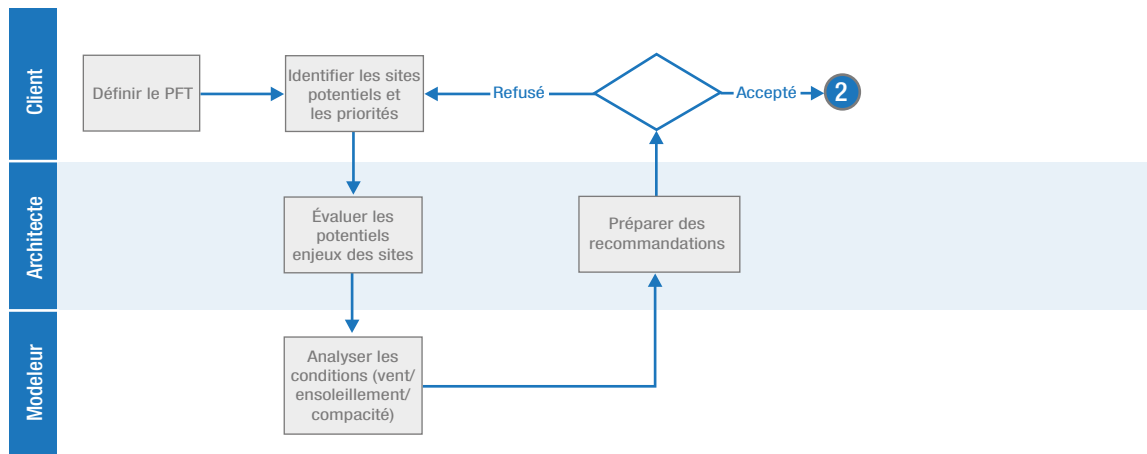 Client
Définir le PFT
Identifier les sites
potentiels et
les priorités
Refusé
Accepté
2
Architecte
Évaluer les
potentiels
enjeux des sites
Préparer des
recommandations
Modeleur
Analyser les
conditions (vent/
ensoleillement/
compacité)